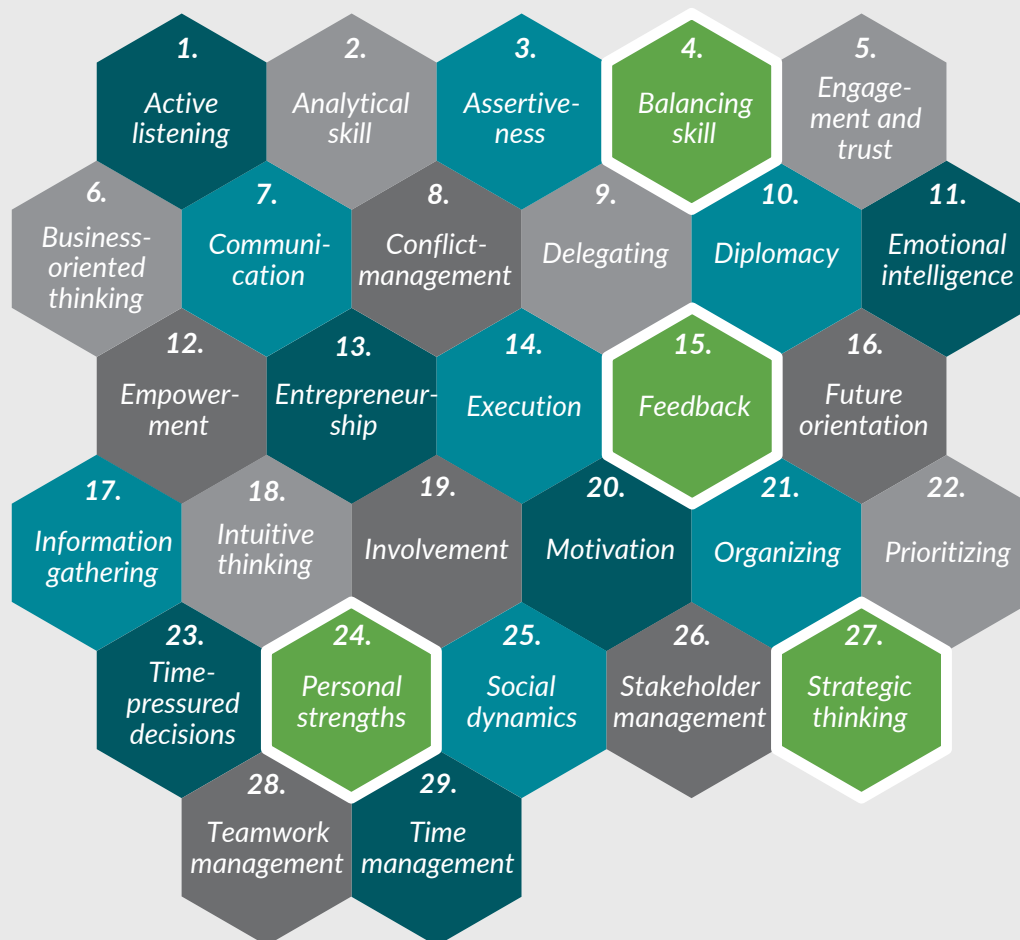 1.
Active
listening
2.
Analytical
skill
3.
Assertive-
ness
4.
Balancing
skill
5.
Engage-
ment and
trust
6.
Business-
oriented
thinking
7.
Communi-
cation
8.
Conflict-
management
9.
Delegating
10.
Diplomacy
11.
Emotional
intelligence
12.
Empower-
ment
13.
Entrepreneur-
ship
14.
Execution
15.
Feedback
16.
Future
orientation
17.
Information
gathering
18.
Intuitive
thinking
19.
Involvement
20.
Motivation
21.
Organizing
22.
Prioritizing
23.
Time-
pressured
decisions
24.
Personal
strengths
25.
Social
dynamics
26.
Stakeholder
management
27.
Strategic
thinking
28.
Teamwork
management
29.
Time
management